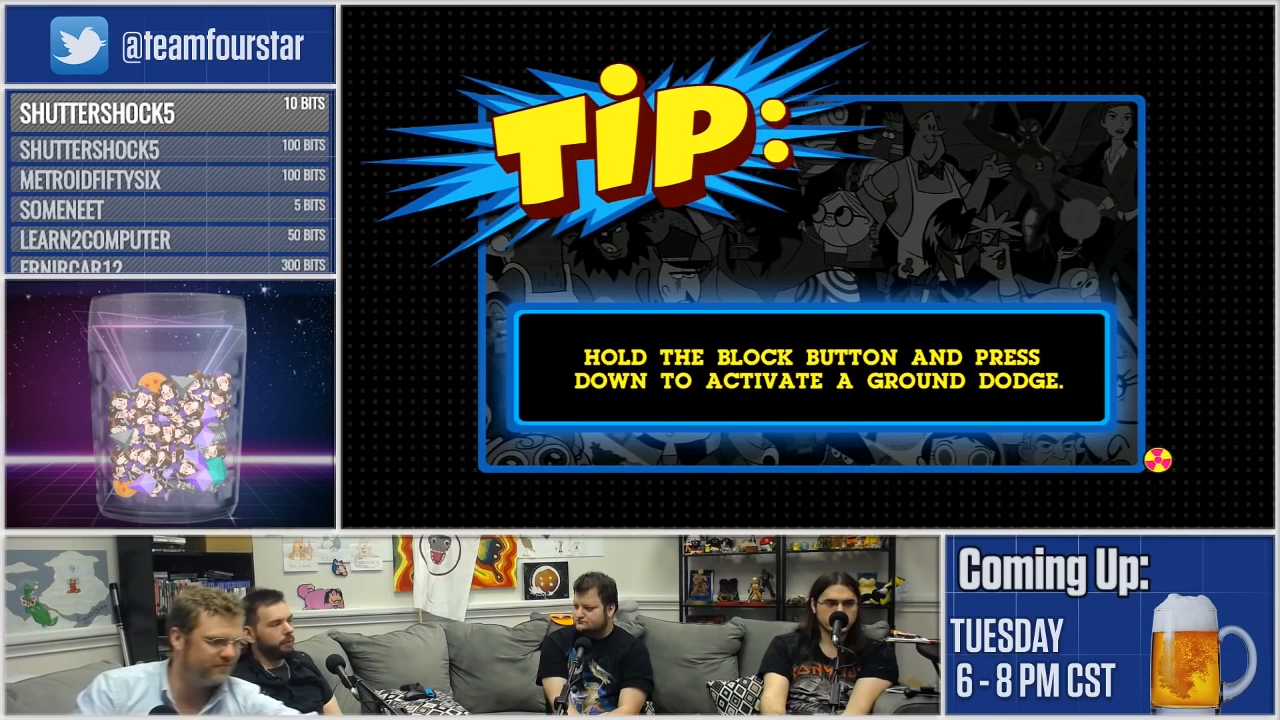 @teamfourstar
SHUTTERSHOCK5 10 BITS
SHUTTERSHOCK5 100 BITS
METROIDFIFTYSIX 100 BITS
SOMENEET 5 BITS
LEARN2COMPUTER 50 BITS
ERNIRCAR12 300 BITS
TiP:
HOLD THE BLOCK BUTTON AND PRESS
DOWN TO ACTIVATE A GROUND DODGE.
Coming Up:
TUESDAY
6 - 8 PM CST